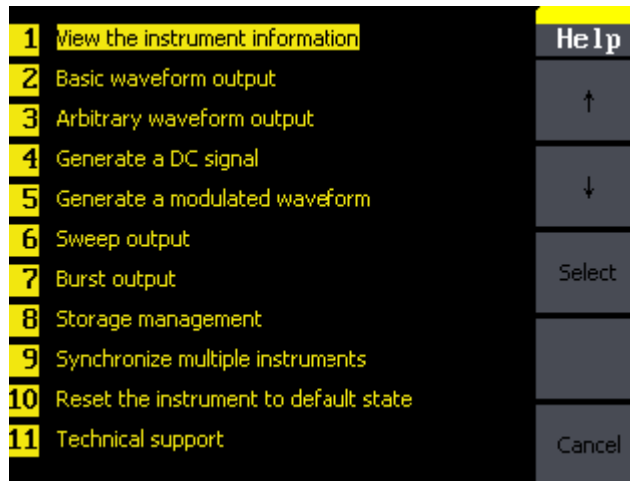 1 View the instrument information
2 Basic waveform output
3 Arbitrary waveform output
4 Generate a DC signal
5 Generate a modulated waveform
6 Sweep output
7 Burst output
8 Storage management
9 Synchronize multiple instruments
10 Reset the instrument to default state
11 Technical support
Help
↑
↓
Select
Cancel